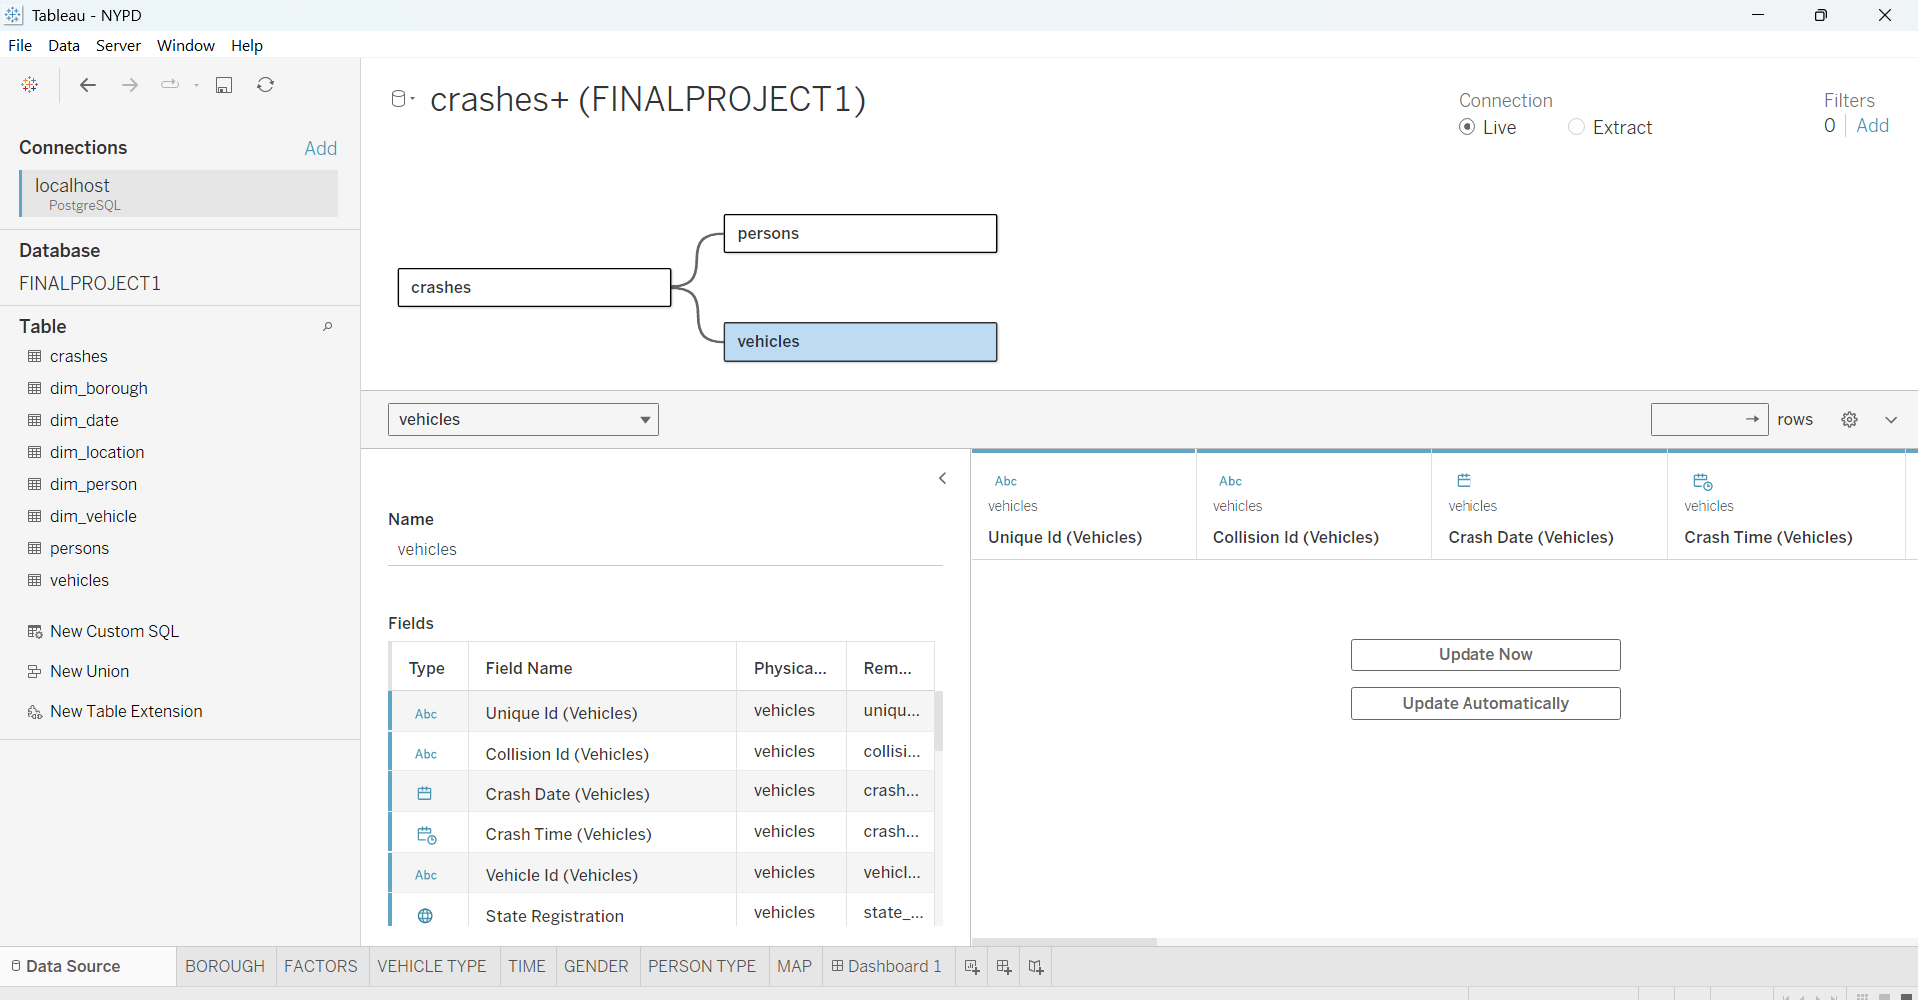 Tableau - NYPD
File Data Server Window Help
Connections Add
localhost
PostgreSQL
Database
FINALPROJECT1
Table
crashes
dim_borough
dim_date
dim_location
dim_person
dim_vehicle
persons
vehicles
New Custom SQL
New Union
New Table Extension
crashes+ (FINALPROJECT1)
Connection
Live Extract
Filters
0 Add
persons
crashes
vehicles
vehicles
rows
Name
vehicles
Fields
Type Field Name Physica... Rem...
Abc Unique Id (Vehicles) vehicles uniqu...
Abc Collision Id (Vehicles) vehicles collisi...
Crash Date (Vehicles) vehicles crash...
Crash Time (Vehicles) vehicles crash...
Abc Vehicle Id (Vehicles) vehicles vehicl...
State Registration vehicles state_...
Abc Abc
vehicles vehicles vehicles vehicles
Unique Id (Vehicles) Collision Id (Vehicles) Crash Date (Vehicles) Crash Time (Vehicles)
Update Now
Update Automatically
Data Source BOROUGH FACTORS VEHICLE TYPE TIME GENDER PERSON TYPE MAP Dashboard 1